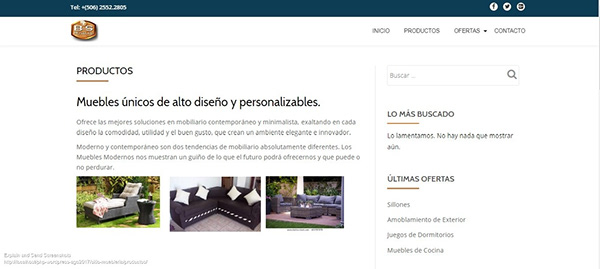 Tel: +(506) 2552.2805
INICIO PRODUCTOS OFERTAS CONTACTO
PRODUCTOS
Muebles únicos de alto diseño y personalizables.
Ofrece las mejores soluciones en mobiliario contemporáneo y minimalista, exaltando en cada
diseño la comodidad, utilidad y el buen gusto, que crean un ambiente elegante e innovador.
Moderno y contemporáneo son dos tendencias de mobiliario absolutamente diferentes. Los
Muebles Modernos nos muestran un guiño de lo que el futuro podrá ofrecernos y que puede o
no perdurar.
Buscar ...
LO MÁS BUSCADO
Lo lamentamos. No hay nada que mostrar
aún.
ÚLTIMAS OFERTAS
Sillones
Amoblamiento de Exterior
Juegos de Dormitorios
Muebles de Cocina
Explain and Send Screenshots